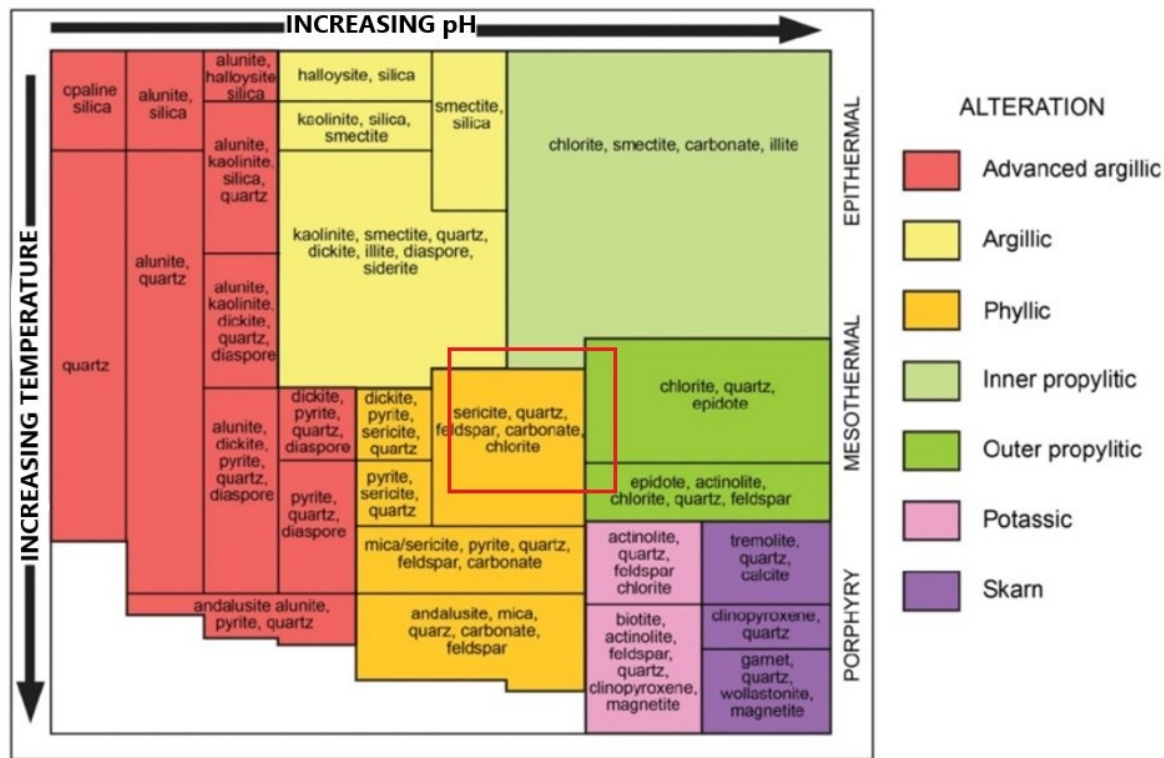 INCREASING pH
INCREASING TEMPERATURE
cpaline
silica
alunite,
silica
alunite,
halloysite
silica
halloysite, silica
smectite,
silica
kaolinite, silica,
smectite
chlorite, smectite, carbonate, illite
alunite,
kaolinite,
silica,
quartz
kaolinite, smectite, quartz,
dickite, illite, diaspore,
siderite
alunite,
quartz
alunite,
kaolinite,
dickite,
quartz,
diaspore
quartz
dickite,
pyrite,
quartz,
diaspore
dickite,
pyrite,
sericite,
quartz
sericite, quartz,
feldspar, carbonate,
chlorite
chlorite, quartz,
epidote
alunite,
dickite,
pyrite,
quartz,
diaspore
pyrite,
quartz,
diaspore
pyrite,
sericite,
quartz
epidote, actinolite,
chlorite, quartz, feldspar
mica/sericite, pyrite, quartz,
feldspar, carbonate
actinolite,
quartz,
feldspar
chlorite
tremolite,
quartz,
calcite
andalusite alunite,
pyrite, quartz
andalusite, mica,
quarz, carbonate,
feldspar
biotite,
actinolite,
feldspar,
quartz,
clinopyroxene,
magnetite
clinopyroxene,
quartz
garnet,
quartz,
wollastonite,
magnetite
EPITHERMAL
MESOTHERMAL
PORPHYRY
ALTERATION
Advanced argillic
Argillic
Phyllic
Inner propylitic
Outer propylitic
Potassic
Skarn